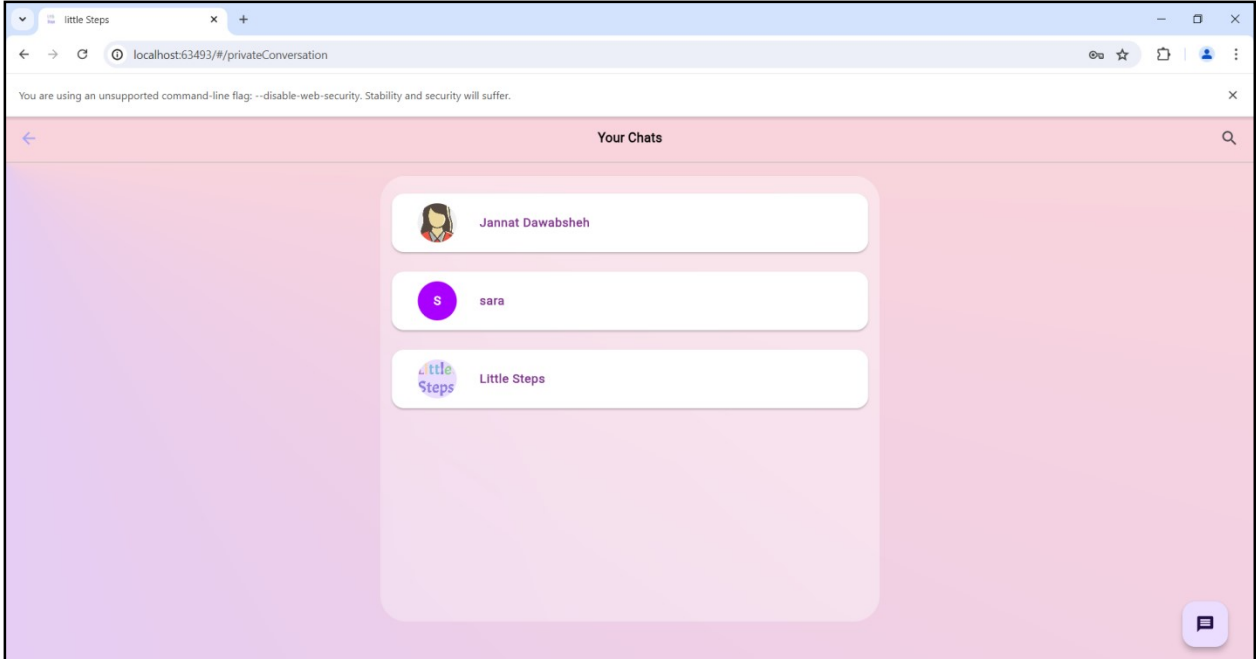 little Steps
localhost:63493/#/privateConversation
You are using an unsupported command-line flag: --disable-web-security. Stability and security will suffer.
Your Chats
Jannat Dawabsheh
S
sara
Little
Steps
Little Steps